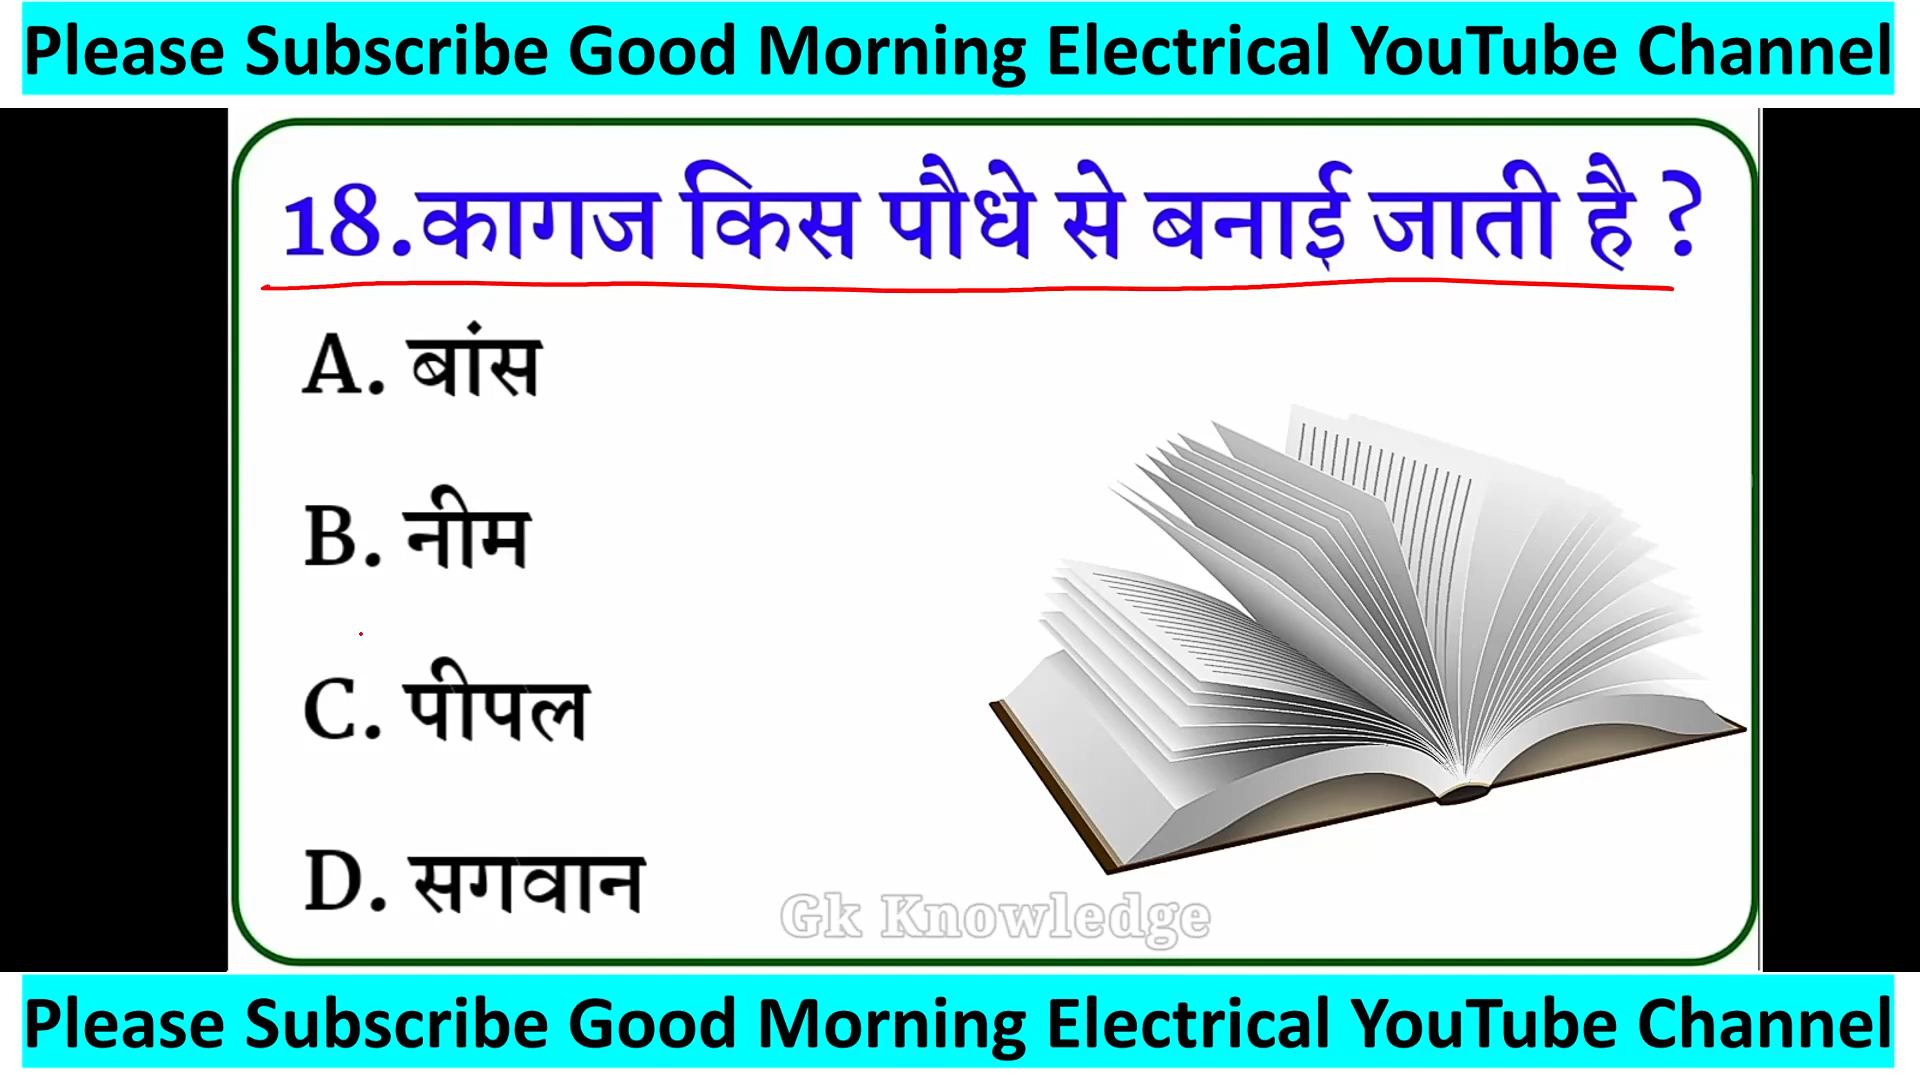 Please Subscribe Good Morning Electrical YouTube Channel
18.कागज किस पौधे से बनाई जाती है ?
A. बांस
B. नीम
C. पीपल
D. सगवान
Gk Knowledge
Please Subscribe Good Morning Electrical YouTube Channel